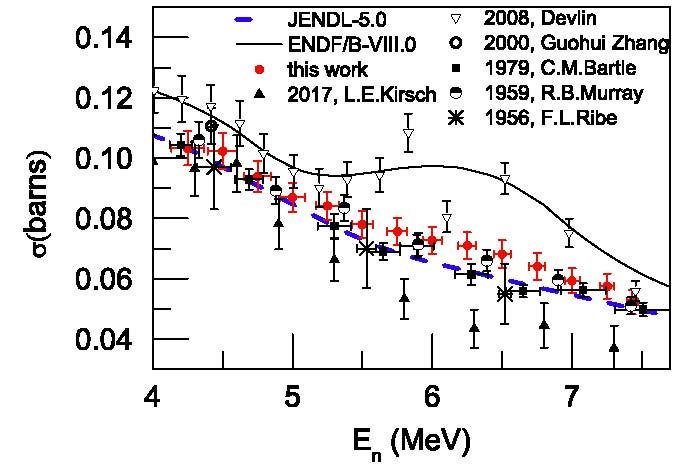 JENDL-5.0
ENDF/B-VIII.0
this work
2017, L.E.Kirsch
2008, Devlin
2000, Guohui Zhang
1979, C.M.Bartle
1959, R.B.Murray
1956, F.L.Ribe
σ(barns)
0.14
0.12
0.10
0.08
0.06
0.04
4 5 6 7
En (MeV)